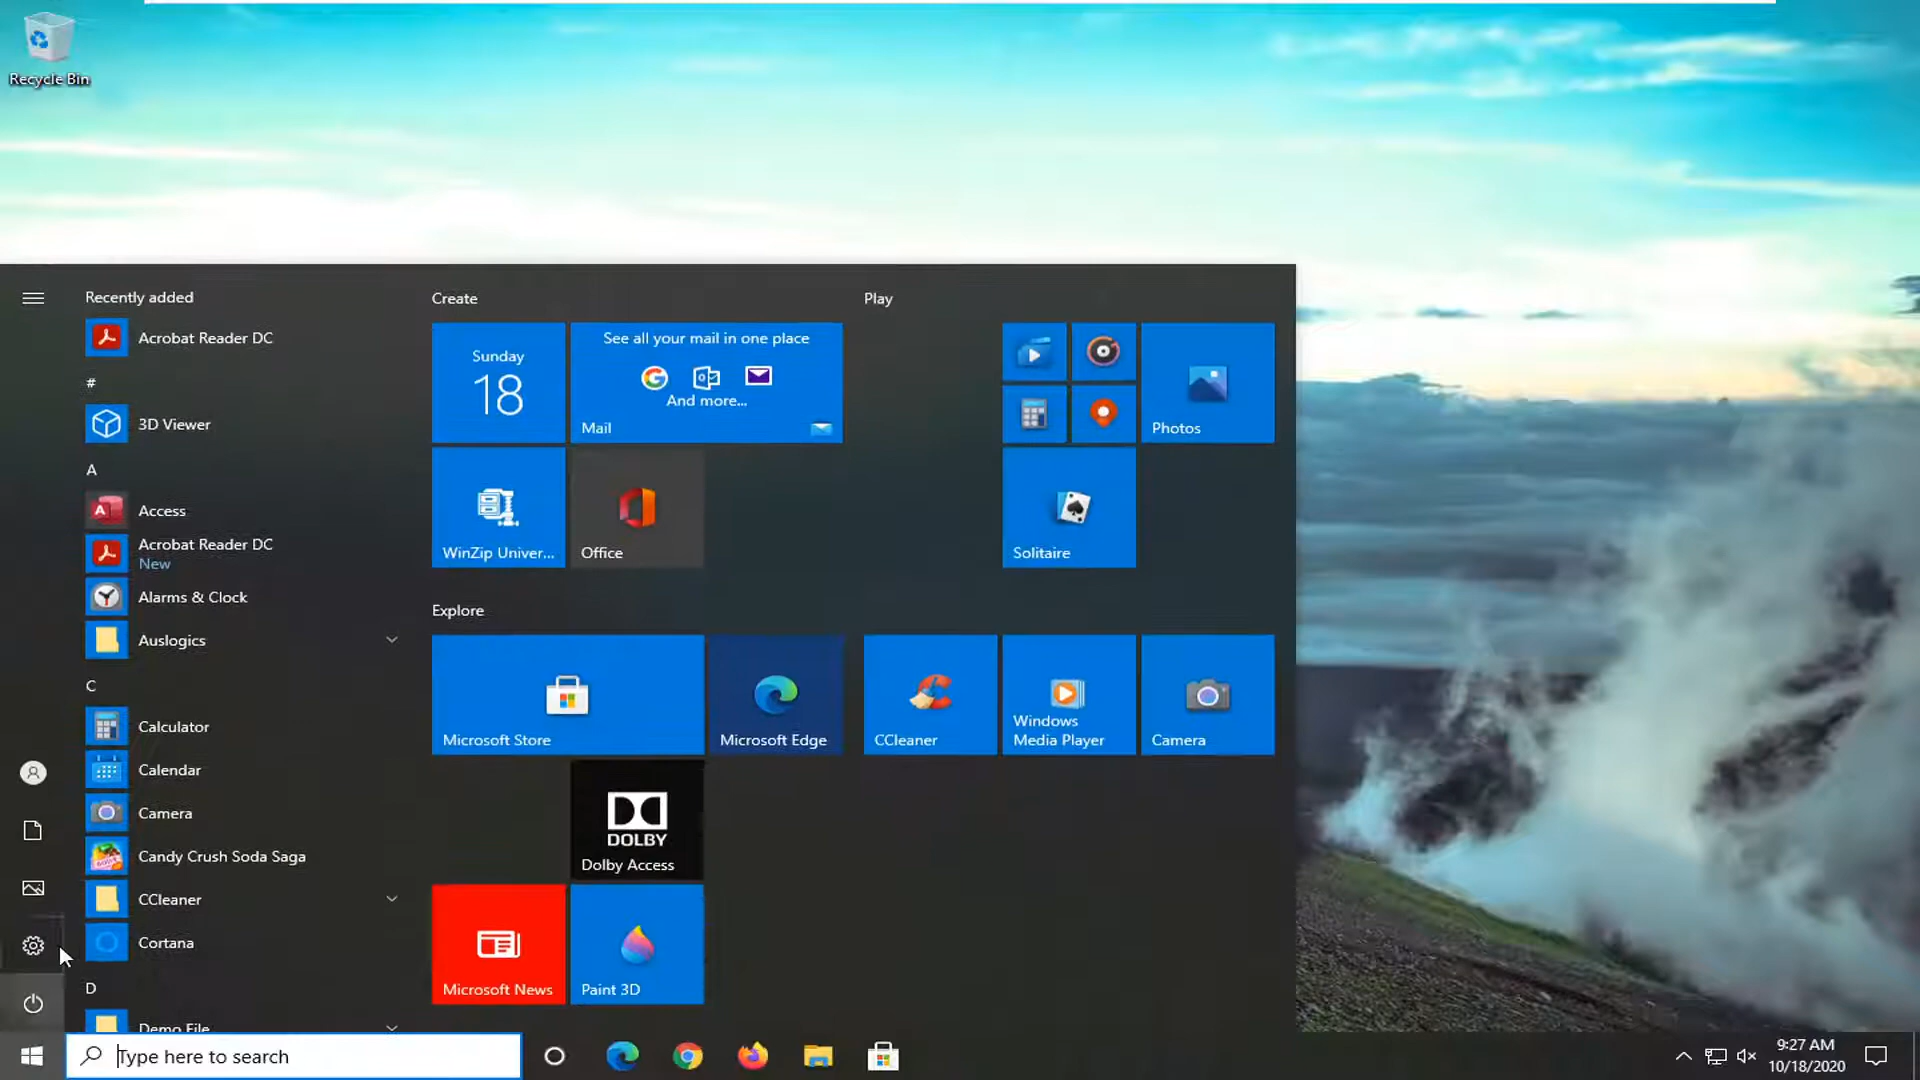 Recycle Bin
Recently added
Acrobat Reader DC
#
3D Viewer
A
Access
Acrobat Reader DC
New
Alarms & Clock
Auslogics
C
Calculator
Calendar
Camera
Candy Crush Soda Saga
CCleaner
Cortana
D
Demo File
Create
Sunday
18
See all your mail in one place
And more...
Mail
WinZip Univer...
Office
Play
Photos
Solitaire
Explore
Microsoft Store
Microsoft Edge
CCleaner
Windows
Media Player
Camera
DOLBY
Dolby Access
Microsoft News
Paint 3D
Type here to search
9:27 AM
10/18/2020